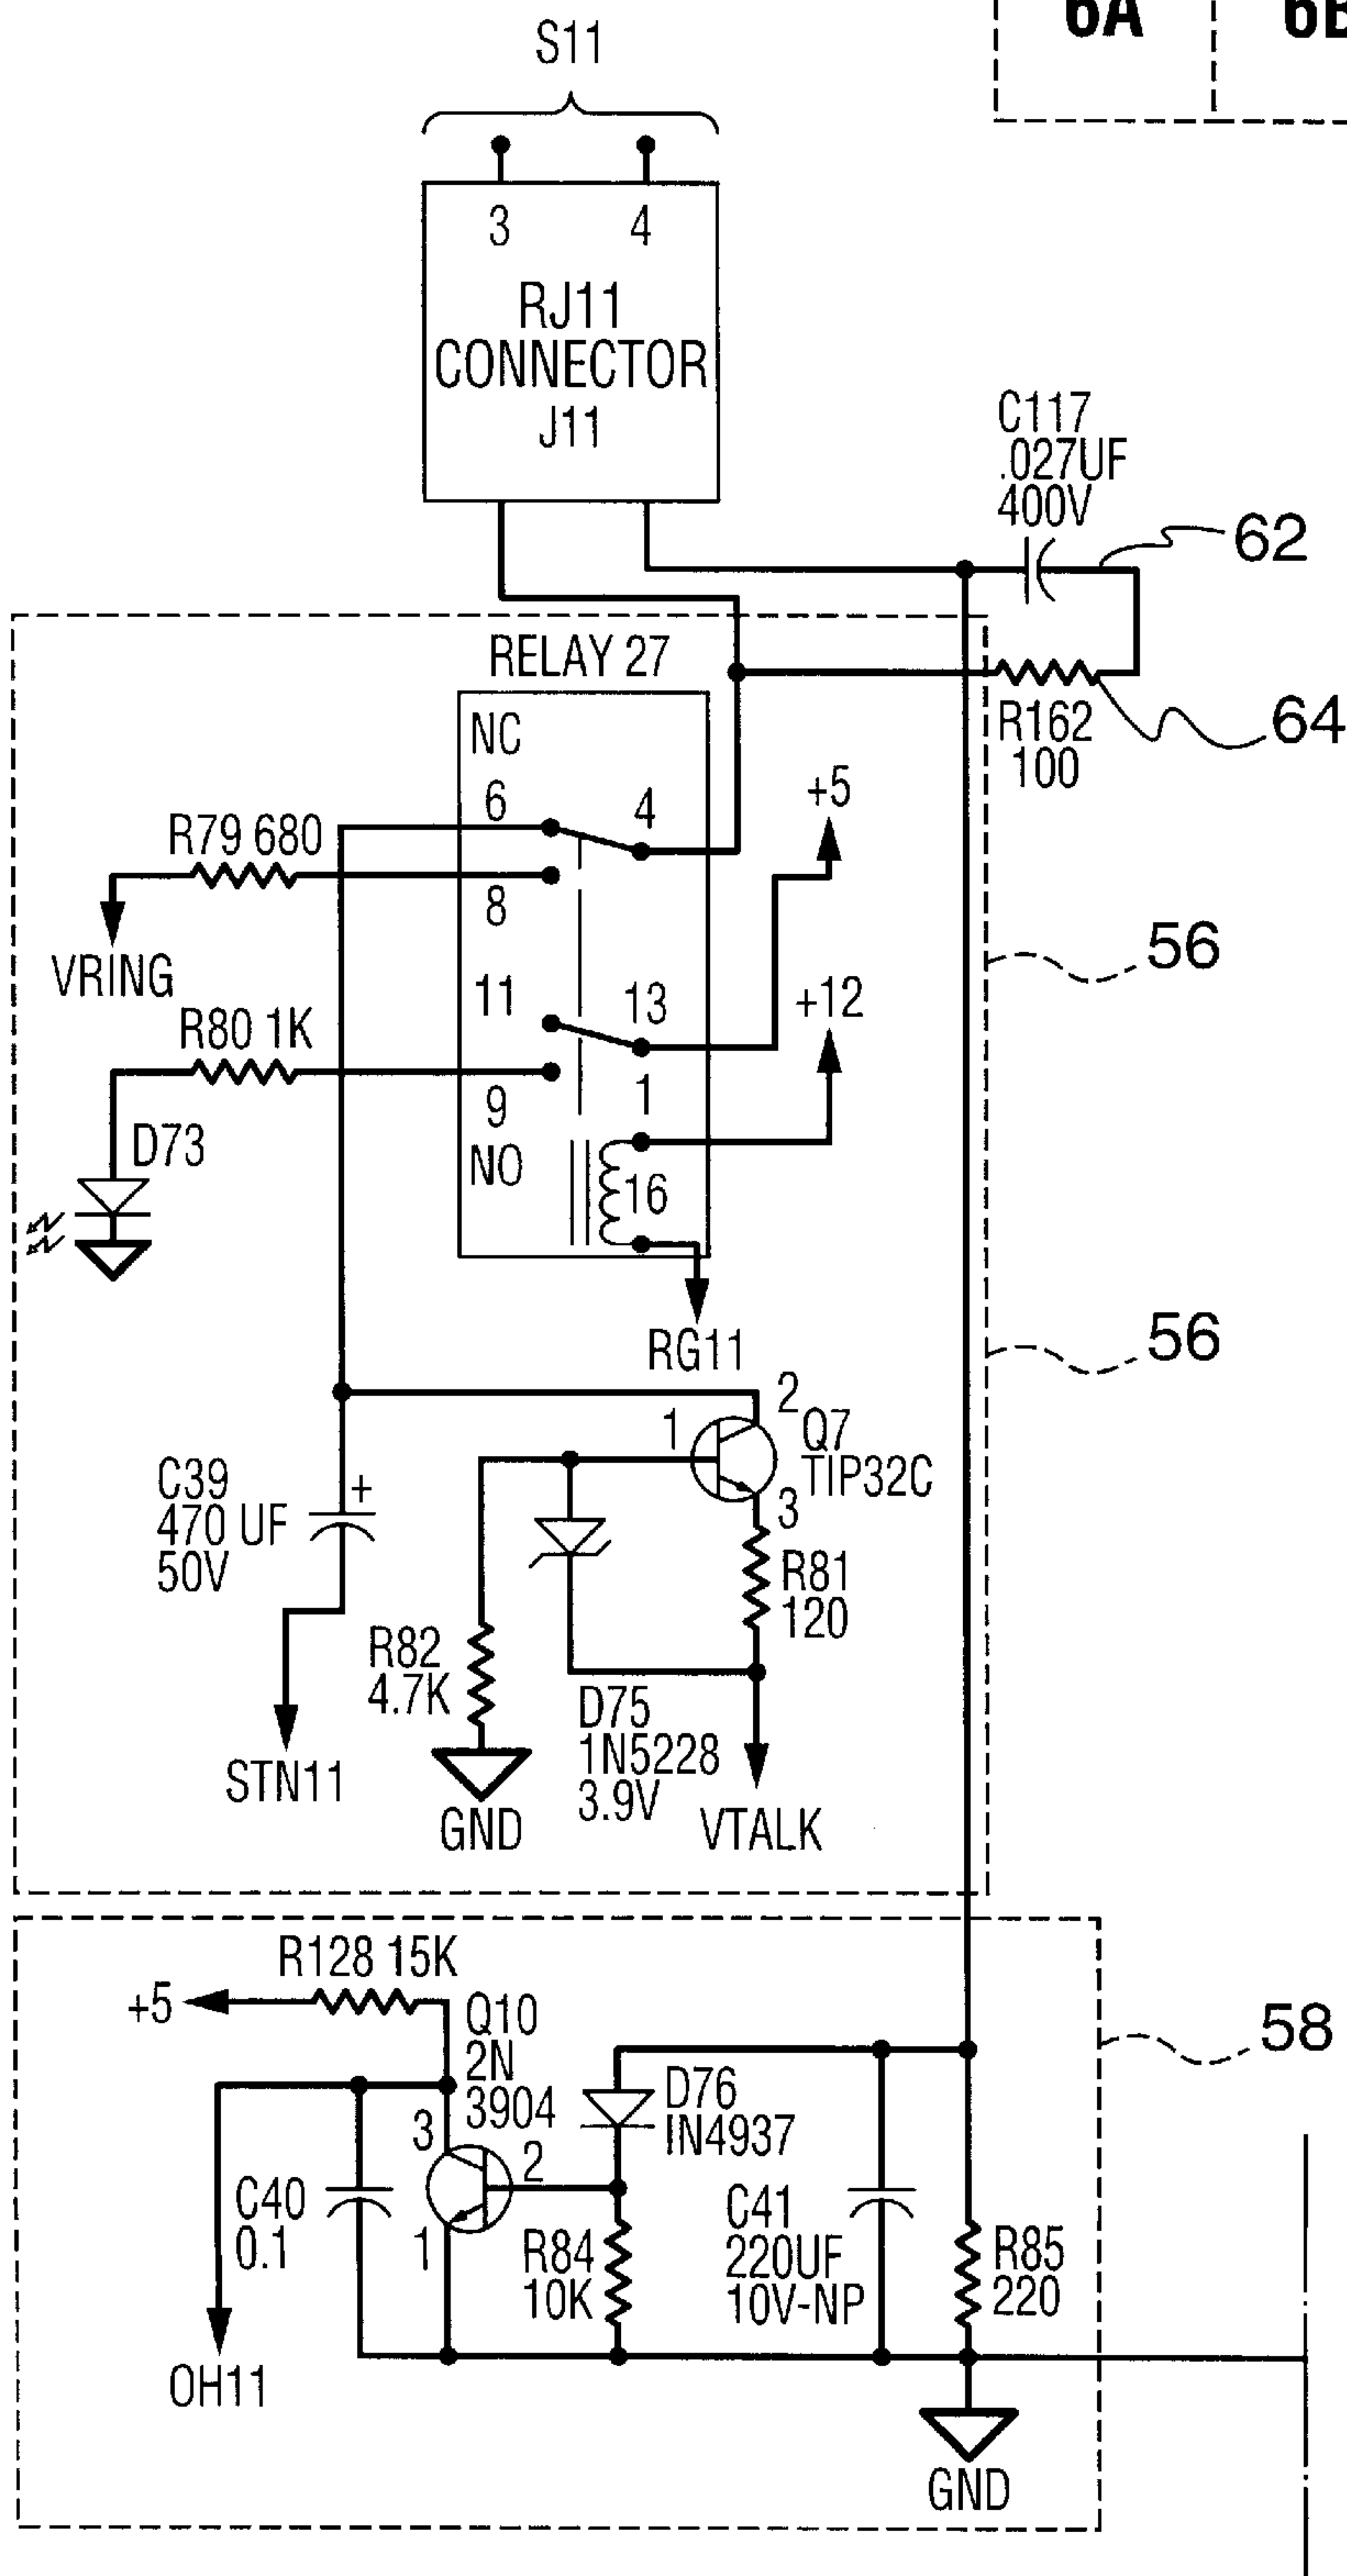 6A
6B
S11
3 4
RJ11
CONNECTOR
J11
C117
.027UF
400V
62
RELAY 27
NC
64
R162
100
6
4
+5
R79 680
8
VRING
56
11
13
+12
R80 1K
9
1
D73
NO
16
RG11
56
2
1
Q7
TIP32C
3
C39
470 UF
50V
+
R81
120
R82
4.7K
D75
1N5228
3.9V
STN11
GND
VTALK
R128 15K
+5
Q10
2N
3904
58
D76
IN4937
3
2
C40
0.1
1
R84
10K
C41
220UF
10V-NP
R85
220
OH11
GND